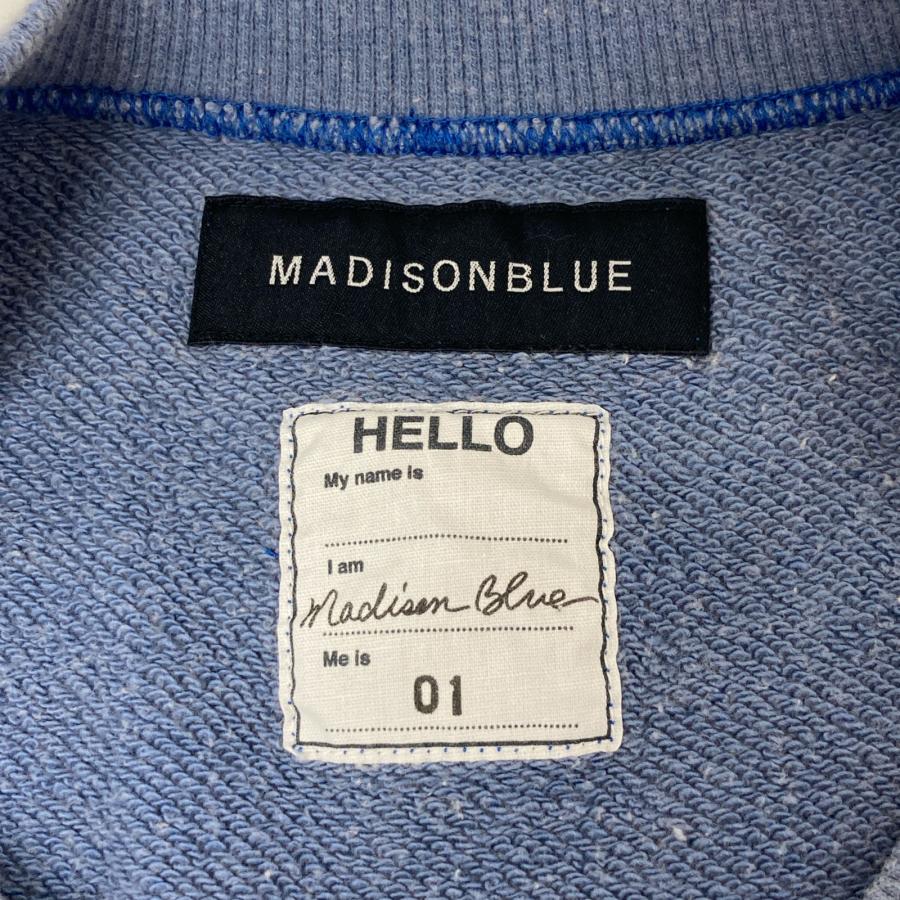 MADISONBLUE
HELLO
My name is
I am
Madison Blue
Me is
01